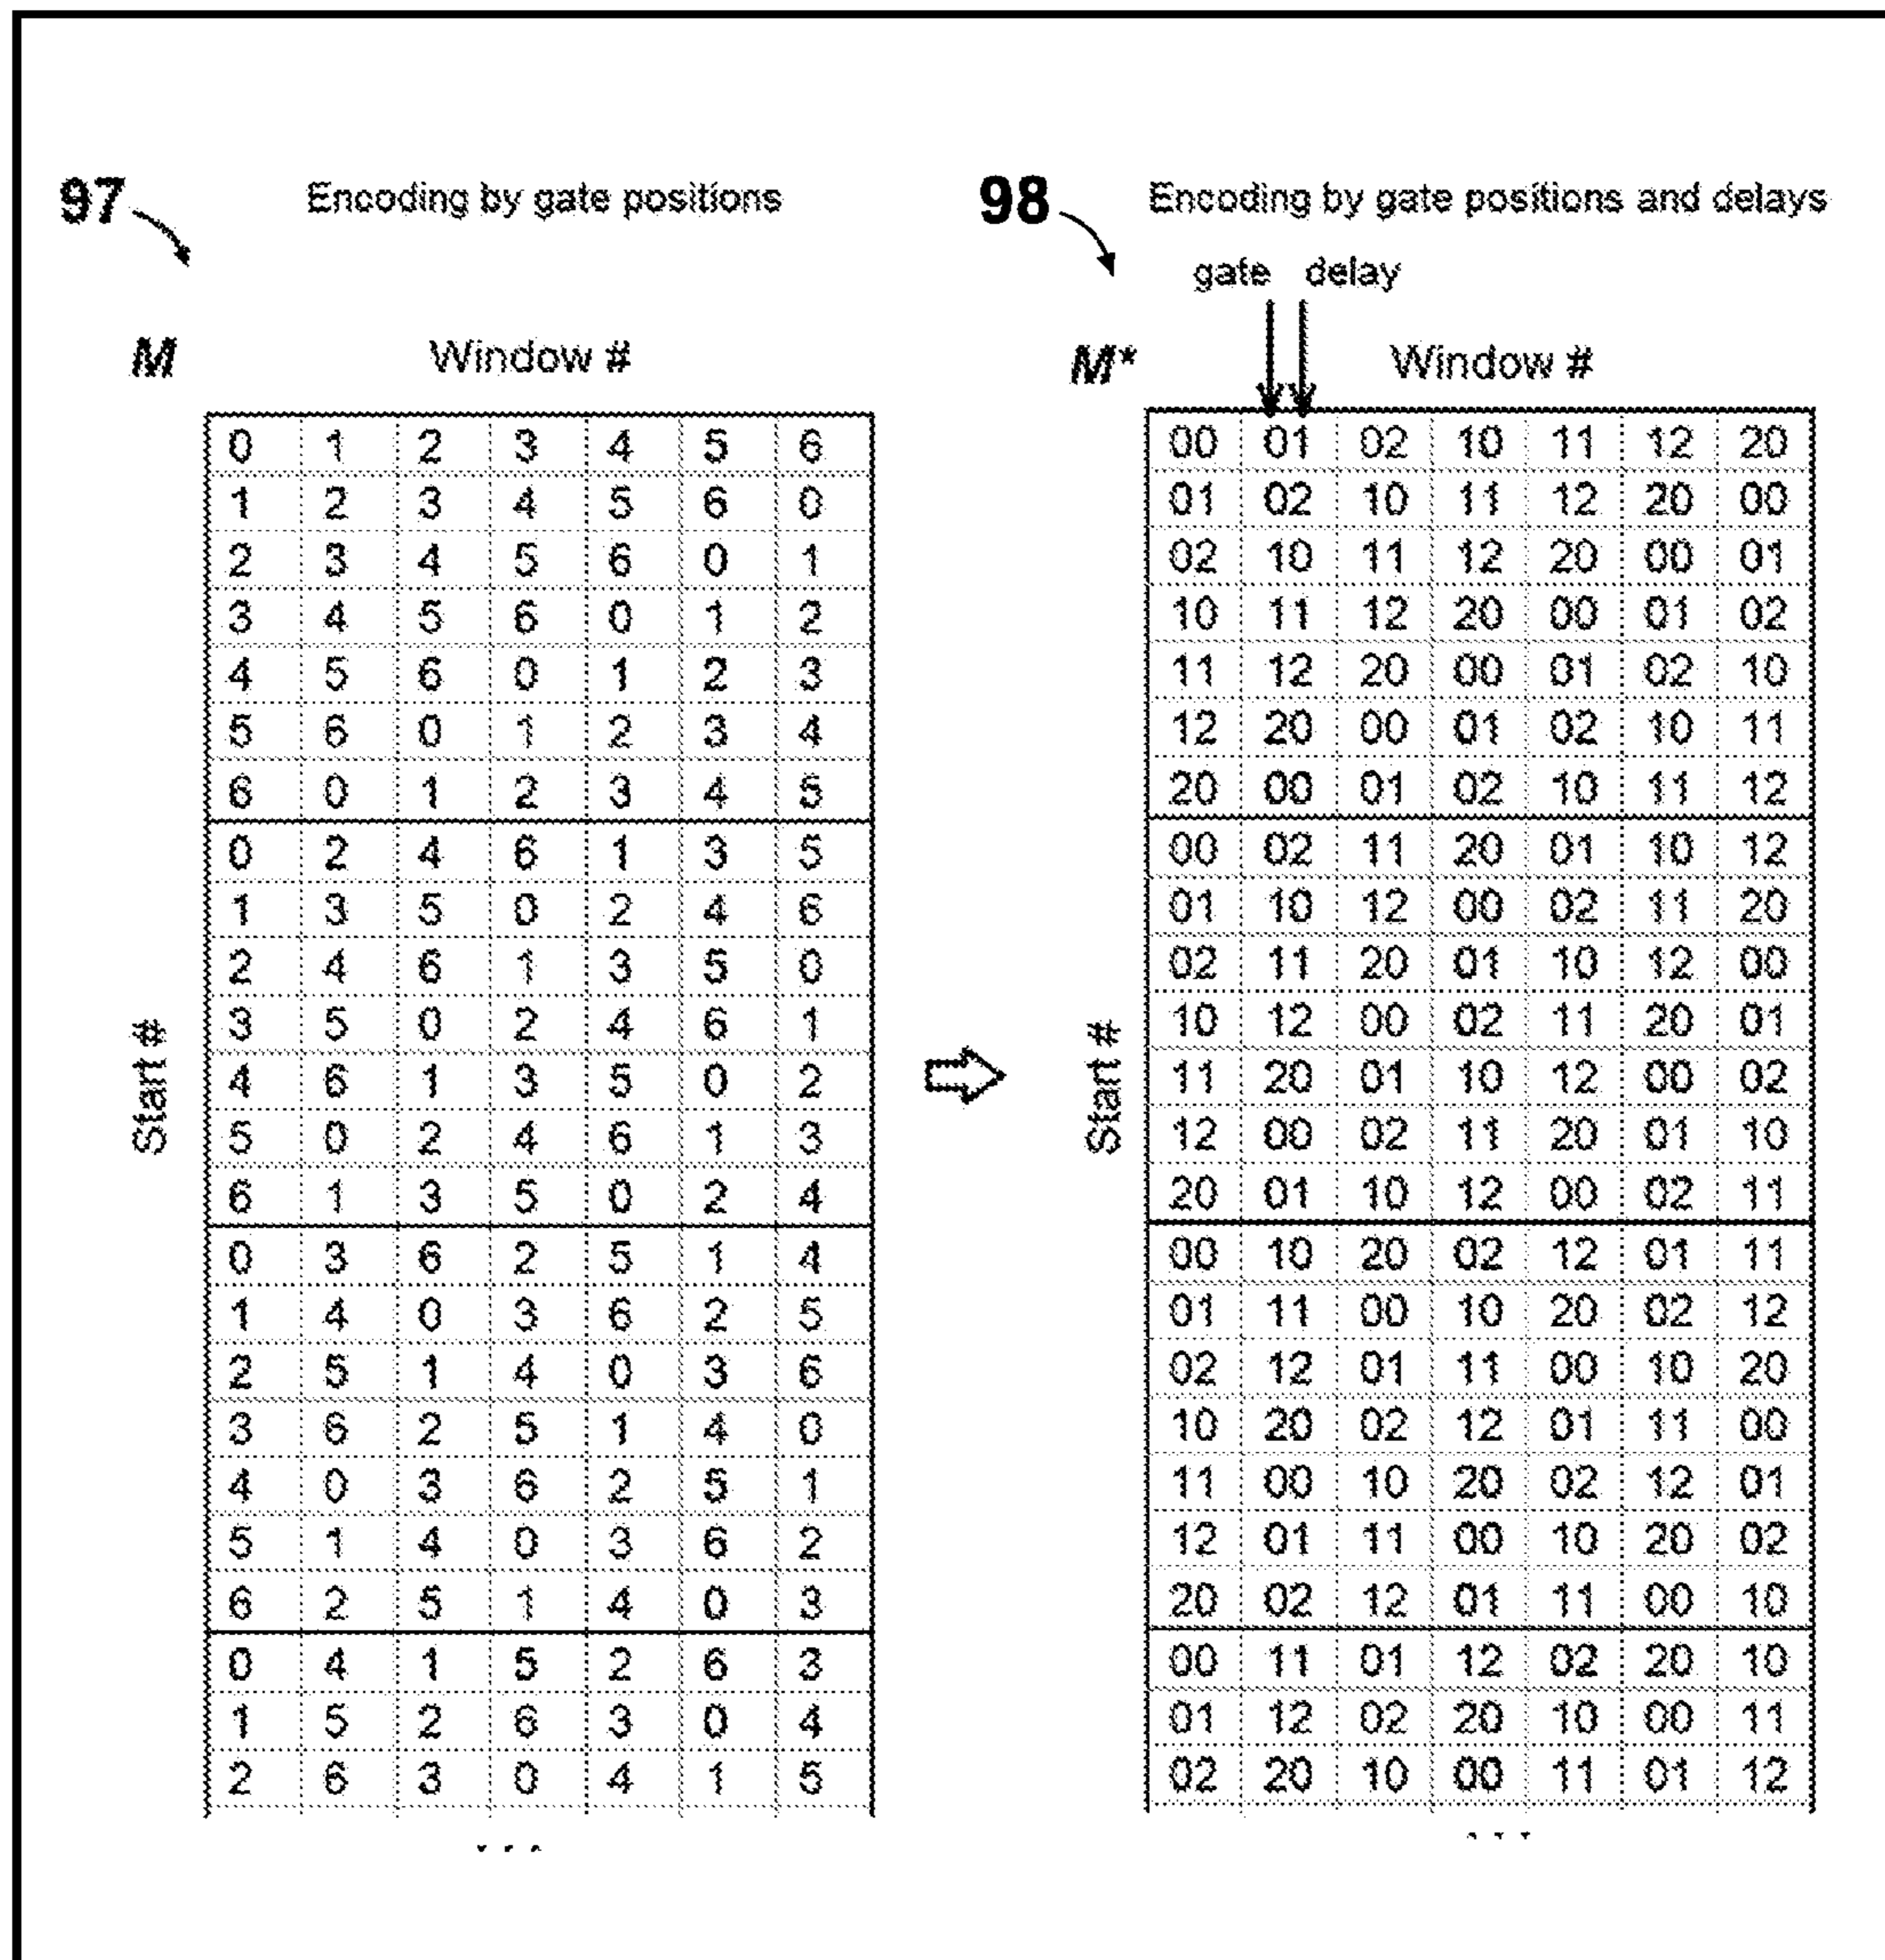 97 Encoding by gate positions
M Window #
Start #
0 1 2 3 4 5 6
1 2 3 4 5 6 0
2 3 4 5 6 0 1
3 4 5 6 0 1 2
4 5 6 0 1 2 3
5 6 0 1 2 3 4
6 0 1 2 3 4 5
0 2 4 6 1 3 5
1 3 5 0 2 4 6
2 4 6 1 3 5 0
3 5 0 2 4 6 1
4 6 1 3 5 0 2
5 0 2 4 6 1 3
6 1 3 5 0 2 4
0 3 6 2 5 1 4
1 4 0 3 6 2 5
2 5 1 4 0 3 6
3 6 2 5 1 4 0
4 0 3 6 2 5 1
5 1 4 0 3 6 2
6 2 5 1 4 0 3
0 4 1 5 2 6 3
1 5 2 6 3 0 4
2 6 3 0 4 1 5
98 Encoding by gate positions and delays
gate delay
M* Window #
Start #
00 01 02 10 11 12 20
01 02 10 11 12 20 00
02 10 11 12 20 00 01
10 11 12 20 00 01 02
11 12 20 00 01 02 10
12 20 00 01 02 10 11
20 00 01 02 10 11 12
00 02 11 20 01 10 12
01 10 12 00 02 11 20
02 11 20 01 10 12 00
10 12 00 02 11 20 01
11 20 01 10 12 00 02
12 00 02 11 20 01 10
20 01 10 12 00 02 11
00 10 20 02 12 01 11
01 11 00 10 20 02 12
02 12 01 11 00 10 20
10 20 02 12 01 11 00
11 00 10 20 02 12 01
12 01 11 00 10 20 02
20 02 12 01 11 00 10
00 11 01 12 02 20 10
01 12 02 20 10 00 11
02 20 10 00 11 01 12